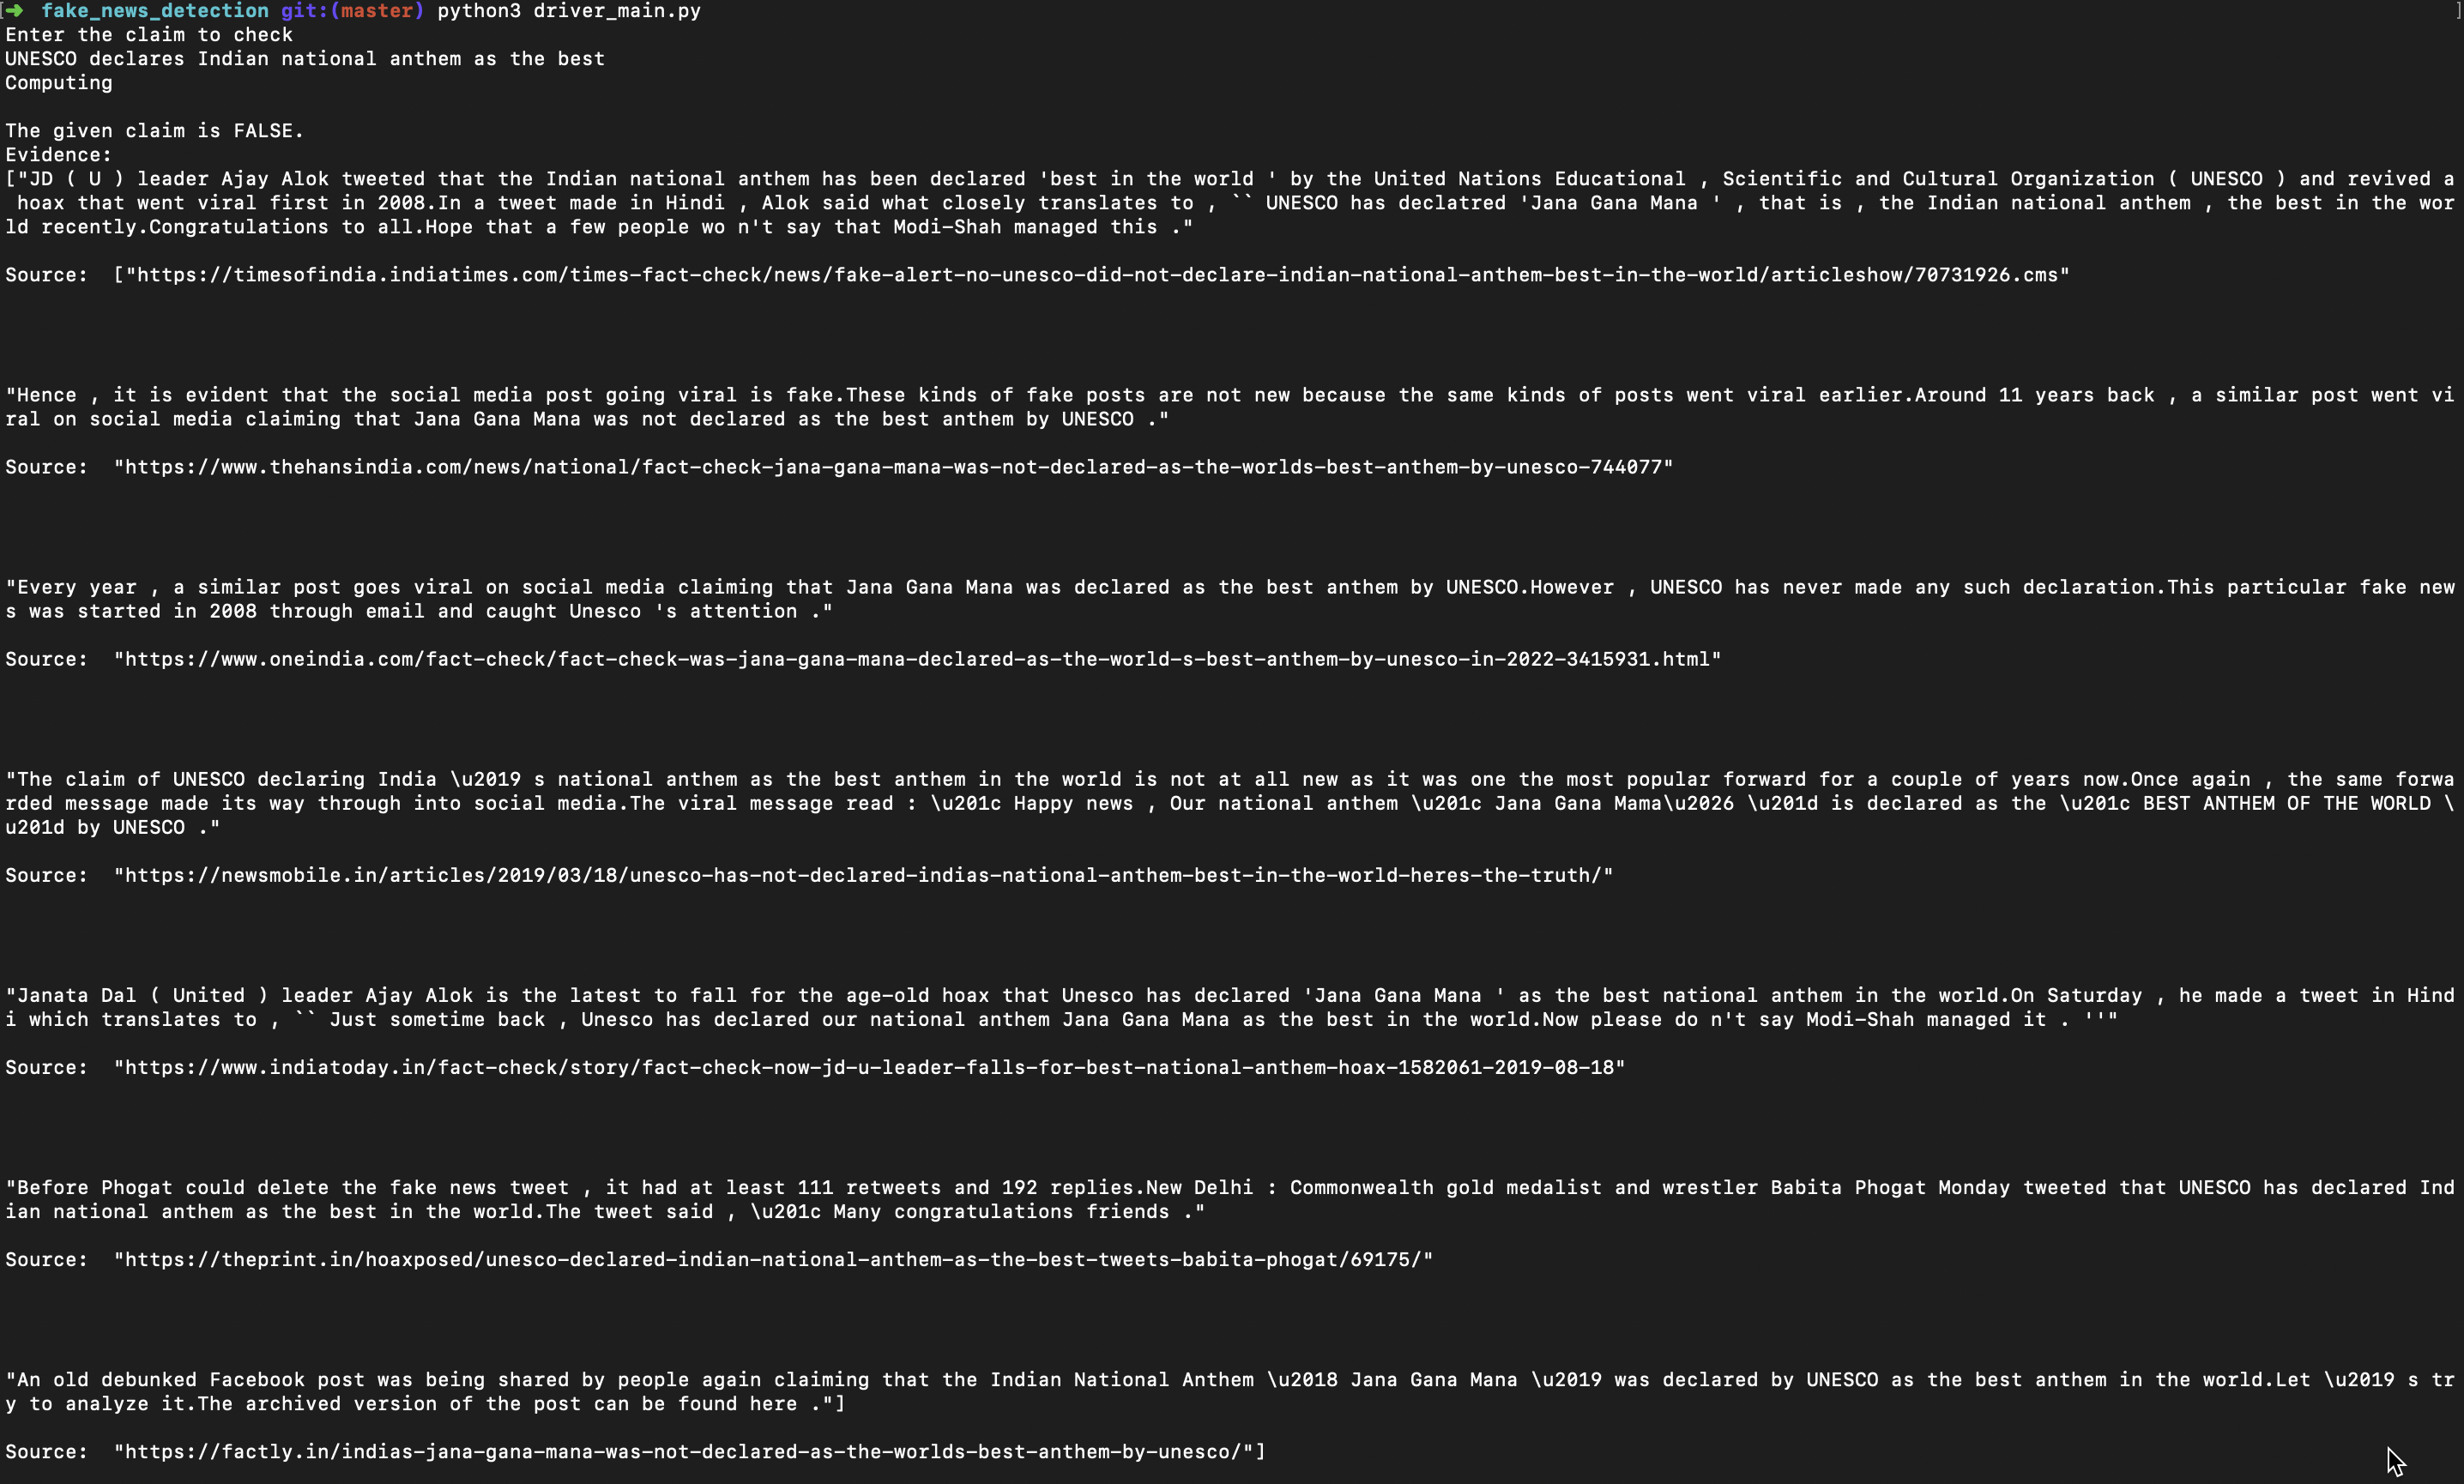 [➜  fake_news_detection git:(master) python3 driver_main.py ]
Enter the claim to check
UNESCO declares Indian national anthem as the best
Computing
The given claim is FALSE.
Evidence:
["JD ( U ) leader Ajay Alok tweeted that the Indian national anthem has been declared 'best in the world ' by the United Nations Educational , Scientific and Cultural Organization ( UNESCO ) and revived a
 hoax that went viral first in 2008.In a tweet made in Hindi , Alok said what closely translates to , `` UNESCO has declatred 'Jana Gana Mana ' , that is , the Indian national anthem , the best in the wor
ld recently.Congratulations to all.Hope that a few people wo n't say that Modi-Shah managed this ."
Source:  ["https://timesofindia.indiatimes.com/times-fact-check/news/fake-alert-no-unesco-did-not-declare-indian-national-anthem-best-in-the-world/articleshow/70731926.cms"
"Hence , it is evident that the social media post going viral is fake.These kinds of fake posts are not new because the same kinds of posts went viral earlier.Around 11 years back , a similar post went vi
ral on social media claiming that Jana Gana Mana was not declared as the best anthem by UNESCO ."
Source:  "https://www.thehansindia.com/news/national/fact-check-jana-gana-mana-was-not-declared-as-the-worlds-best-anthem-by-unesco-744077"
"Every year , a similar post goes viral on social media claiming that Jana Gana Mana was declared as the best anthem by UNESCO.However , UNESCO has never made any such declaration.This particular fake new
s was started in 2008 through email and caught Unesco 's attention ."
Source:  "https://www.oneindia.com/fact-check/fact-check-was-jana-gana-mana-declared-as-the-world-s-best-anthem-by-unesco-in-2022-3415931.html"
"The claim of UNESCO declaring India \u2019 s national anthem as the best anthem in the world is not at all new as it was one the most popular forward for a couple of years now.Once again , the same forwa
rded message made its way through into social media.The viral message read : \u201c Happy news , Our national anthem \u201c Jana Gana Mama\u2026 \u201d is declared as the \u201c BEST ANTHEM OF THE WORLD \
u201d by UNESCO ."
Source:  "https://newsmobile.in/articles/2019/03/18/unesco-has-not-declared-indias-national-anthem-best-in-the-world-heres-the-truth/"
"Janata Dal ( United ) leader Ajay Alok is the latest to fall for the age-old hoax that Unesco has declared 'Jana Gana Mana ' as the best national anthem in the world.On Saturday , he made a tweet in Hind
i which translates to , `` Just sometime back , Unesco has declared our national anthem Jana Gana Mana as the best in the world.Now please do n't say Modi-Shah managed it . ''"
Source:  "https://www.indiatoday.in/fact-check/story/fact-check-now-jd-u-leader-falls-for-best-national-anthem-hoax-1582061-2019-08-18"
"Before Phogat could delete the fake news tweet , it had at least 111 retweets and 192 replies.New Delhi : Commonwealth gold medalist and wrestler Babita Phogat Monday tweeted that UNESCO has declared Ind
ian national anthem as the best in the world.The tweet said , \u201c Many congratulations friends ."
Source:  "https://theprint.in/hoaxposed/unesco-declared-indian-national-anthem-as-the-best-tweets-babita-phogat/69175/"
"An old debunked Facebook post was being shared by people again claiming that the Indian National Anthem \u2018 Jana Gana Mana \u2019 was declared by UNESCO as the best anthem in the world.Let \u2019 s tr
y to analyze it.The archived version of the post can be found here ."]
Source:  "https://factly.in/indias-jana-gana-mana-was-not-declared-as-the-worlds-best-anthem-by-unesco/"]